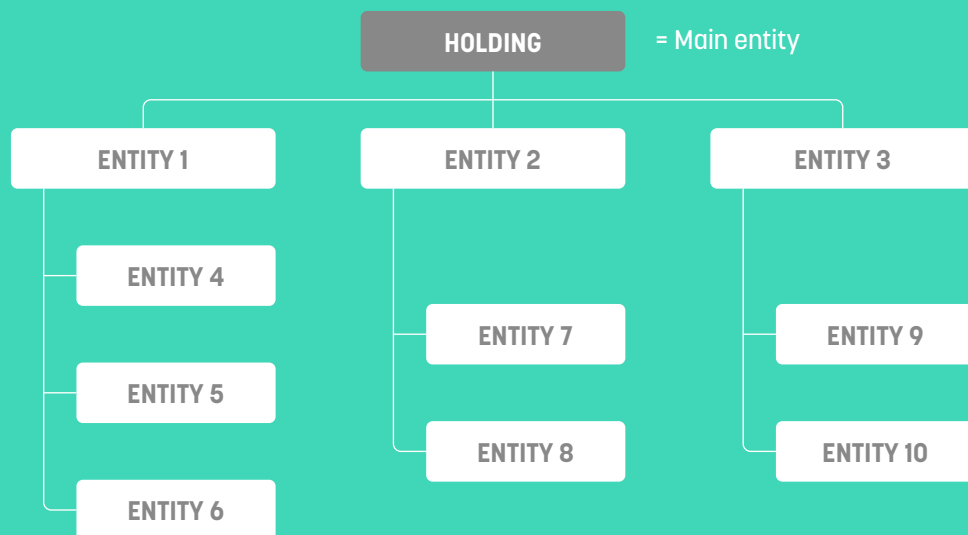 HOLDING
= Main entity
ENTITY 1
ENTITY 2
ENTITY 3
ENTITY 4
ENTITY 5
ENTITY 6
ENTITY 7
ENTITY 8
ENTITY 9
ENTITY 10